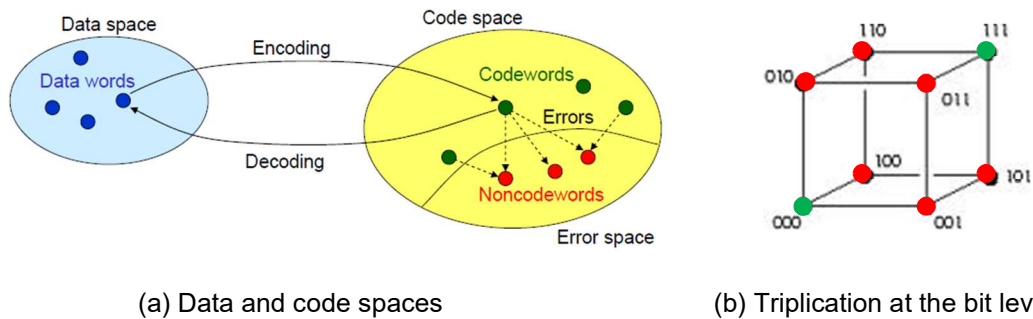 Data space
Data words
Encoding
Decoding
Code space
Codewords
Errors
Noncodewords
Error space
110
111
010
011
100
101
000
001
(a) Data and code spaces
(b) Triplication at the bit lev